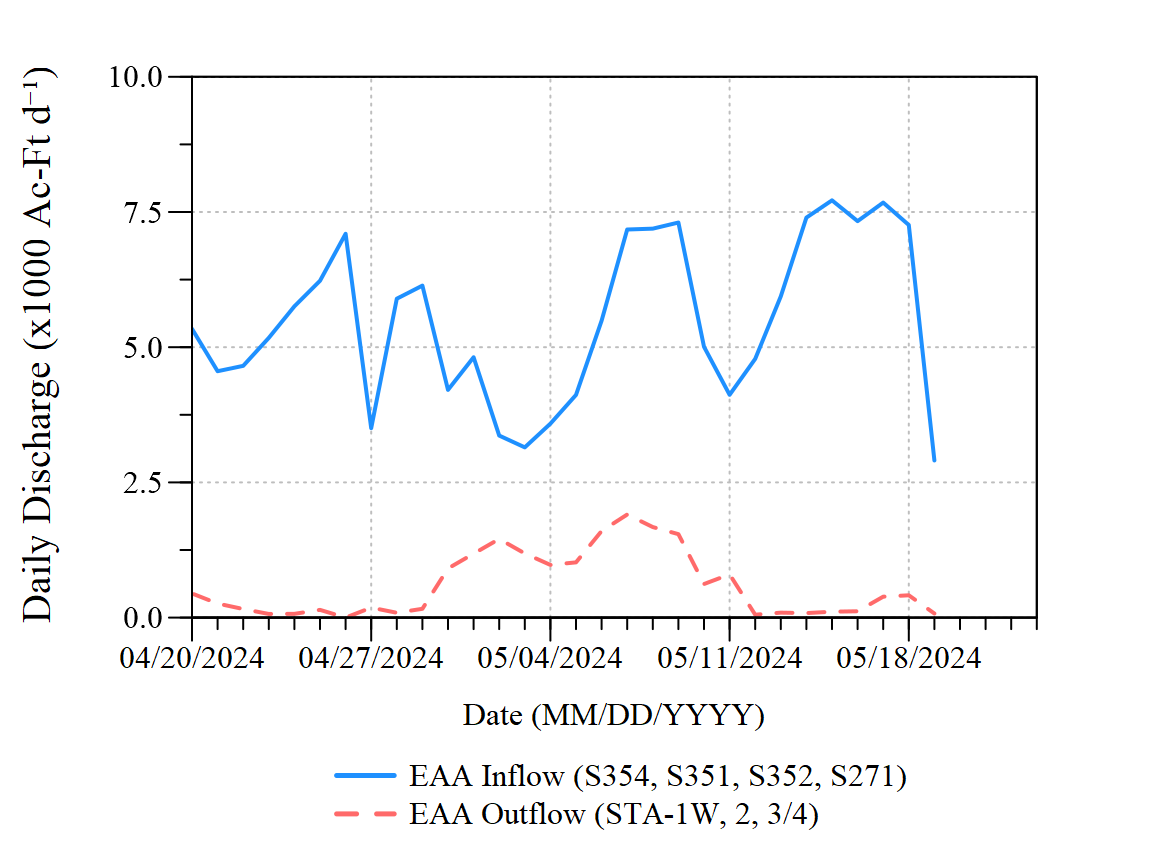 Daily Discharge (x1000 Ac-Ft d⁻¹)
10.0
7.5
5.0
2.5
0.0
04/20/2024 04/27/2024 05/04/2024 05/11/2024 05/18/2024
Date (MM/DD/YYYY)
EAA Inflow (S354, S351, S352, S271)
EAA Outflow (STA-1W, 2, 3/4)